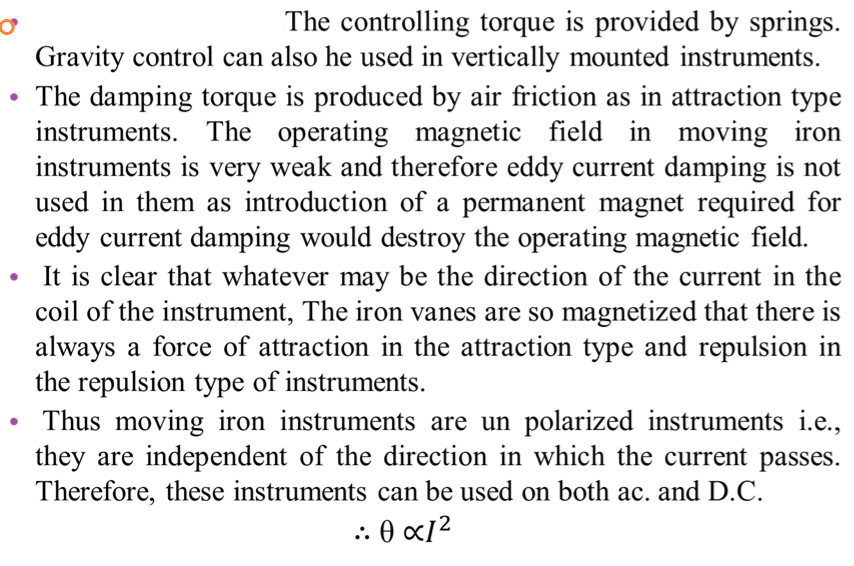 The controlling torque is provided by springs.
Gravity control can also he used in vertically mounted instruments.
• The damping torque is produced by air friction as in attraction type
instruments. The operating magnetic field in moving iron
instruments is very weak and therefore eddy current damping is not
used in them as introduction of a permanent magnet required for
eddy current damping would destroy the operating magnetic field.
• It is clear that whatever may be the direction of the current in the
coil of the instrument, The iron vanes are so magnetized that there is
always a force of attraction in the attraction type and repulsion in
the repulsion type of instruments.
• Thus moving iron instruments are un polarized instruments i.e.,
they are independent of the direction in which the current passes.
Therefore, these instruments can be used on both ac. and D.C.
∴ θ ∝I²